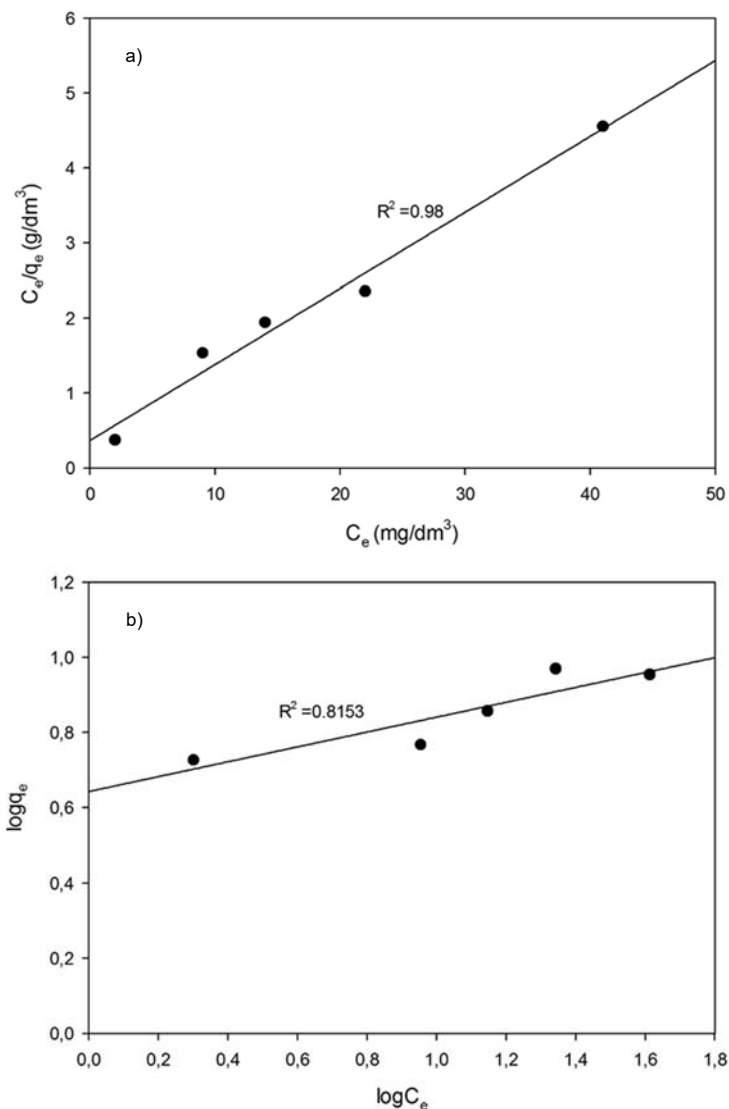 a)
6
5
4
3
2
1
0
C_e/q_e (g/dm³)
R² =0.98
0 10 20 30 40 50
C_e (mg/dm³)
b)
1,2
1,0
0,8
0,6
0,4
0,2
0,0
logq_e
R² =0.8153
0,0 0,2 0,4 0,6 0,8 1,0 1,2 1,4 1,6 1,8
logC_e